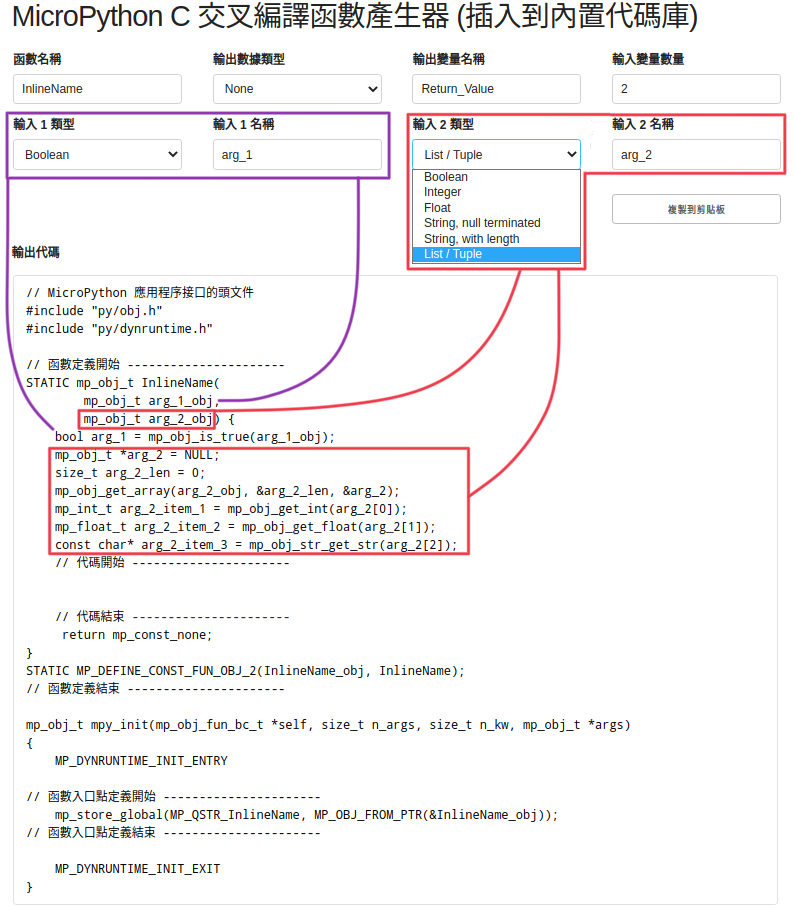 MicroPython C 交叉編譯函數產生器 (插入到內置代碼庫)
函數名稱 輸出數據類型 輸出變量名稱 輸入變量數量
InlineName None Return_Value 2
輸入 1 類型 輸入 1 名稱 輸入 2 類型 輸入 2 名稱
Boolean arg_1 List / Tuple arg_2
Boolean
Integer
Float
String, null terminated
String, with length
List / Tuple
複製到剪貼板
輸出代碼
// MicroPython 應用程序接口的頭文件
#include "py/obj.h"
#include "py/dynruntime.h"
// 函數定義開始 ----------------------
STATIC mp_obj_t InlineName(
mp_obj_t arg_1_obj,
mp_obj_t arg_2_obj) {
bool arg_1 = mp_obj_is_true(arg_1_obj);
mp_obj_t *arg_2 = NULL;
size_t arg_2_len = 0;
mp_obj_get_array(arg_2_obj, &arg_2_len, &arg_2);
mp_int_t arg_2_item_1 = mp_obj_get_int(arg_2[0]);
mp_float_t arg_2_item_2 = mp_obj_get_float(arg_2[1]);
const char* arg_2_item_3 = mp_obj_str_get_str(arg_2[2]);
// 代碼開始 ----------------------
// 代碼結束 ----------------------
return mp_const_none;
}
STATIC MP_DEFINE_CONST_FUN_OBJ_2(InlineName_obj, InlineName);
// 函數定義結束 ----------------------
mp_obj_t mpy_init(mp_obj_fun_bc_t *self, size_t n_args, size_t n_kw, mp_obj_t *args)
{
MP_DYNRUNTIME_INIT_ENTRY
// 函數入口點定義開始 ----------------------
mp_store_global(MP_QSTR_InlineName, MP_OBJ_FROM_PTR(&InlineName_obj));
// 函數入口點定義結束 ----------------------
MP_DYNRUNTIME_INIT_EXIT
}